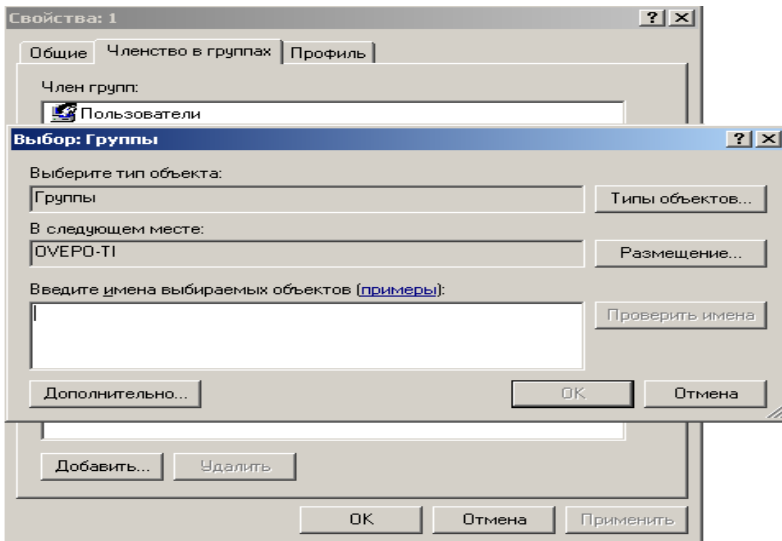 Свойства: 1
Общие Членство в группах Профиль
Член групп:
Пользователи
Выбор: Группы
Выберите тип объекта:
Группы Типы объектов...
В следующем месте:
OVEPO-TI Размещение...
Введите имена выбираемых объектов (примеры):
Проверить имена
Дополнительно... OK Отмена
Добавить... Удалить
OK Отмена Применить